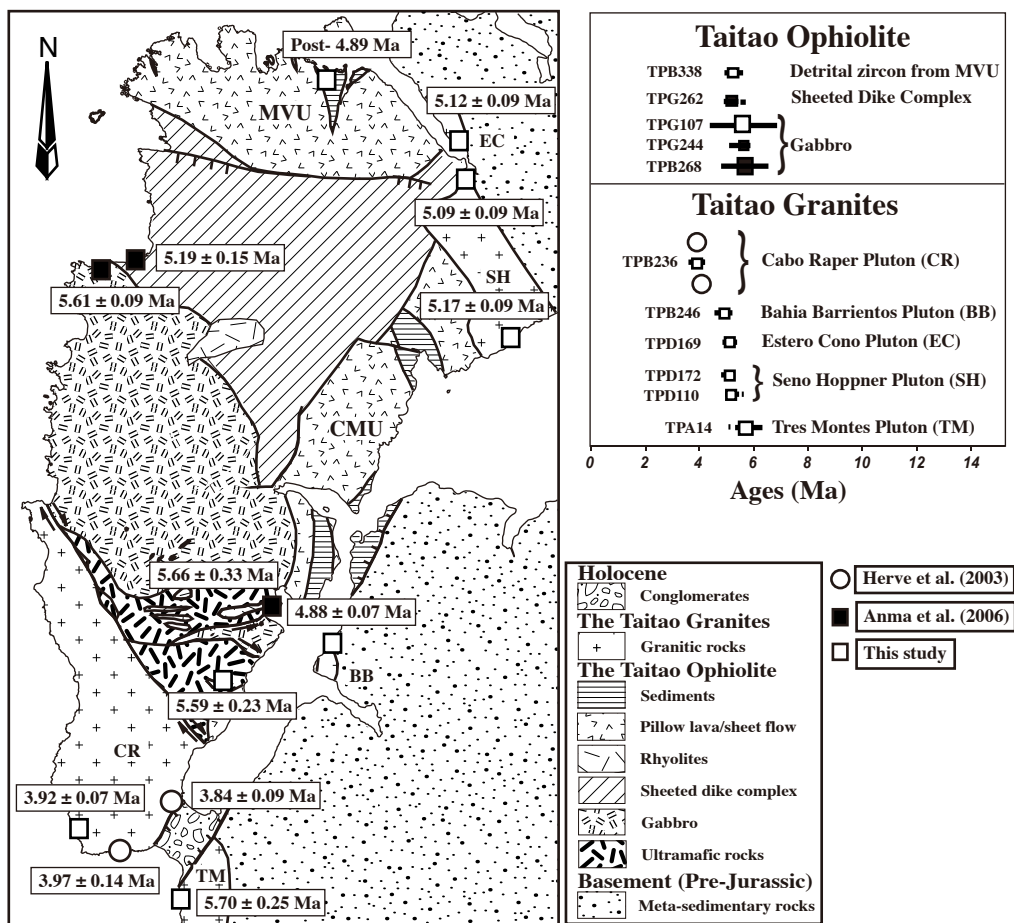 N
Post- 4.89 Ma
MVU
5.12 ± 0.09 Ma
EC
5.09 ± 0.09 Ma
5.19 ± 0.15 Ma
SH
5.61 ± 0.09 Ma
5.17 ± 0.09 Ma
CMU
5.66 ± 0.33 Ma
4.88 ± 0.07 Ma
BB
5.59 ± 0.23 Ma
CR
3.92 ± 0.07 Ma
3.84 ± 0.09 Ma
3.97 ± 0.14 Ma
TM
5.70 ± 0.25 Ma
Taitao Ophiolite
TPB338 Detrital zircon from MVU
TPG262 Sheeted Dike Complex
TPG107
TPG244 Gabbro
TPB268
Taitao Granites
TPB236 Cabo Raper Pluton (CR)
TPB246 Bahia Barrientos Pluton (BB)
TPD169 Estero Cono Pluton (EC)
TPD172 Seno Hoppner Pluton (SH)
TPD110
TPA14 Tres Montes Pluton (TM)
0 2 4 6 8 10 12 14
Ages (Ma)
Holocene
Conglomerates
The Taitao Granites
Granitic rocks
The Taitao Ophiolite
Sediments
Pillow lava/sheet flow
Rhyolites
Sheeted dike complex
Gabbro
Ultramafic rocks
Basement (Pre-Jurassic)
Meta-sedimentary rocks
Herve et al. (2003)
Anma et al. (2006)
This study